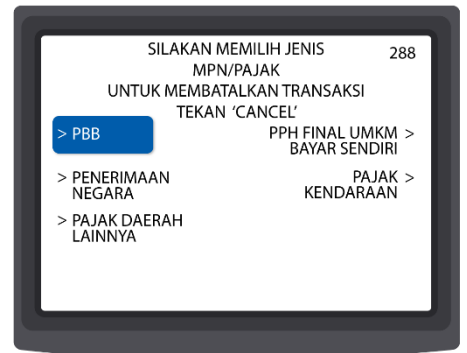 SILAKAN MEMILIH JENIS 288
MPN/PAJAK
UNTUK MEMBATALKAN TRANSAKSI
TEKAN ‘CANCEL’
> PBB
PPH FINAL UMKM >
BAYAR SENDIRI
> PENERIMAAN
NEGARA
PAJAK >
KENDARAAN
> PAJAK DAERAH
LAINNYA